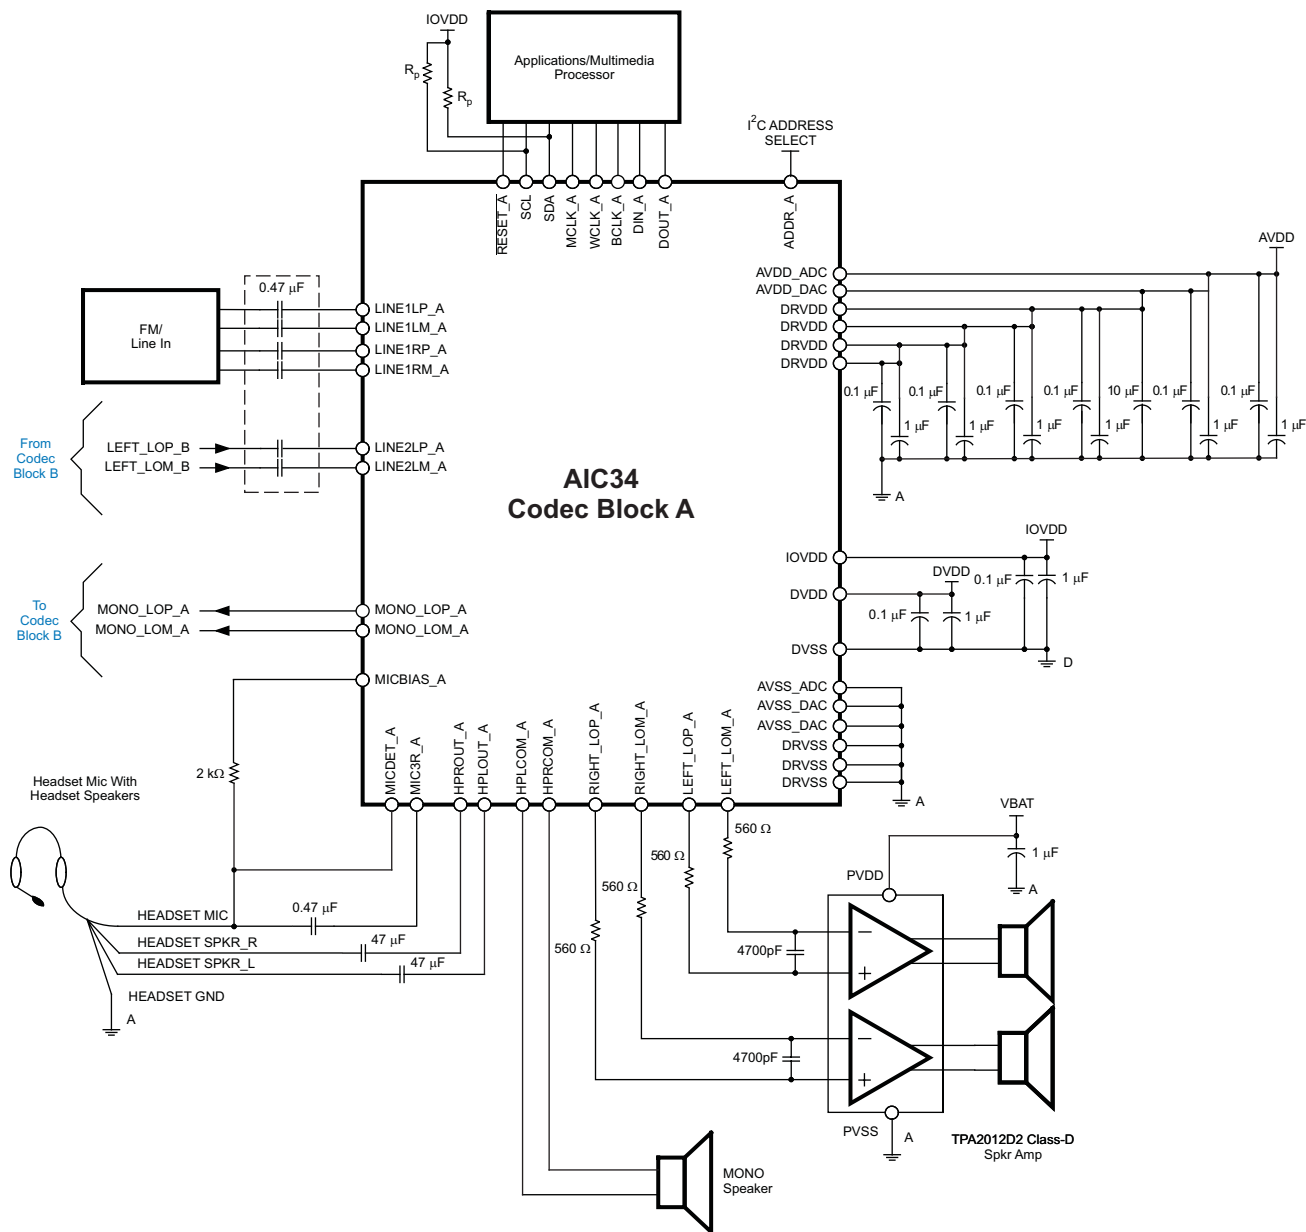 IOVDD
Rp
Rp
Applications/Multimedia
Processor
I2C ADDRESS
SELECT
RESET_A
SCL
SDA
MCLK_A
WCLK_A
BCLK_A
DIN_A
DOUT_A
ADDR_A
AVDD
AVDD_ADC
AVDD_DAC
DRVDD
DRVDD
DRVDD
DRVDD
0.47 μF
FM/
Line In
LINE1LP_A
LINE1LM_A
LINE1RP_A
LINE1RM_A
0.1 μF
0.1 μF
0.1 μF
0.1 μF
10 μF
0.1 μF
0.1 μF
1 μF
1 μF
1 μF
1 μF
1 μF
1 μF
A
From
Codec
Block B
LEFT_LOP_B
LEFT_LOM_B
LINE2LP_A
LINE2LM_A
AIC34
Codec Block A
IOVDD
IOVDD
DVDD
0.1 μF
1 μF
DVDD
0.1 μF
1 μF
DVSS
D
To
Codec
Block B
MONO_LOP_A
MONO_LOM_A
MONO_LOP_A
MONO_LOM_A
MICBIAS_A
AVSS_ADC
AVSS_DAC
AVSS_DAC
DRVSS
DRVSS
DRVSS
A
MICDET_A
MIC3R_A
HPROUT_A
HPLOUT_A
HPLCOM_A
HPRCOM_A
RIGHT_LOP_A
RIGHT_LOM_A
LEFT_LOP_A
LEFT_LOM_A
2 kΩ
Headset Mic With
Headset Speakers
560 Ω
560 Ω
560 Ω
560 Ω
VBAT
1 μF
A
PVDD
HEADSET MIC
0.47 μF
HEADSET SPKR_R
47 μF
HEADSET SPKR_L
47 μF
HEADSET GND
A
4700pF
4700pF
PVSS
A
TPA2012D2 Class-D
Spkr Amp
MONO
Speaker